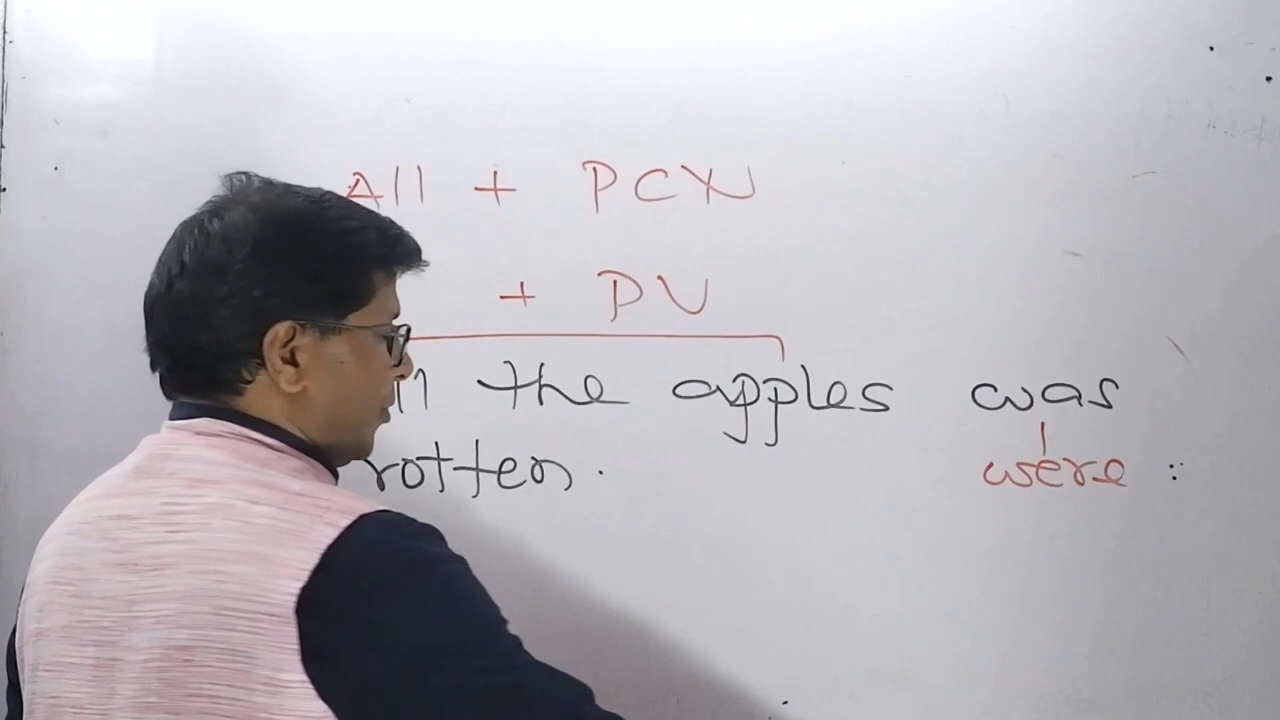 All + PCN
+ PV
the apples was
rotten. were :